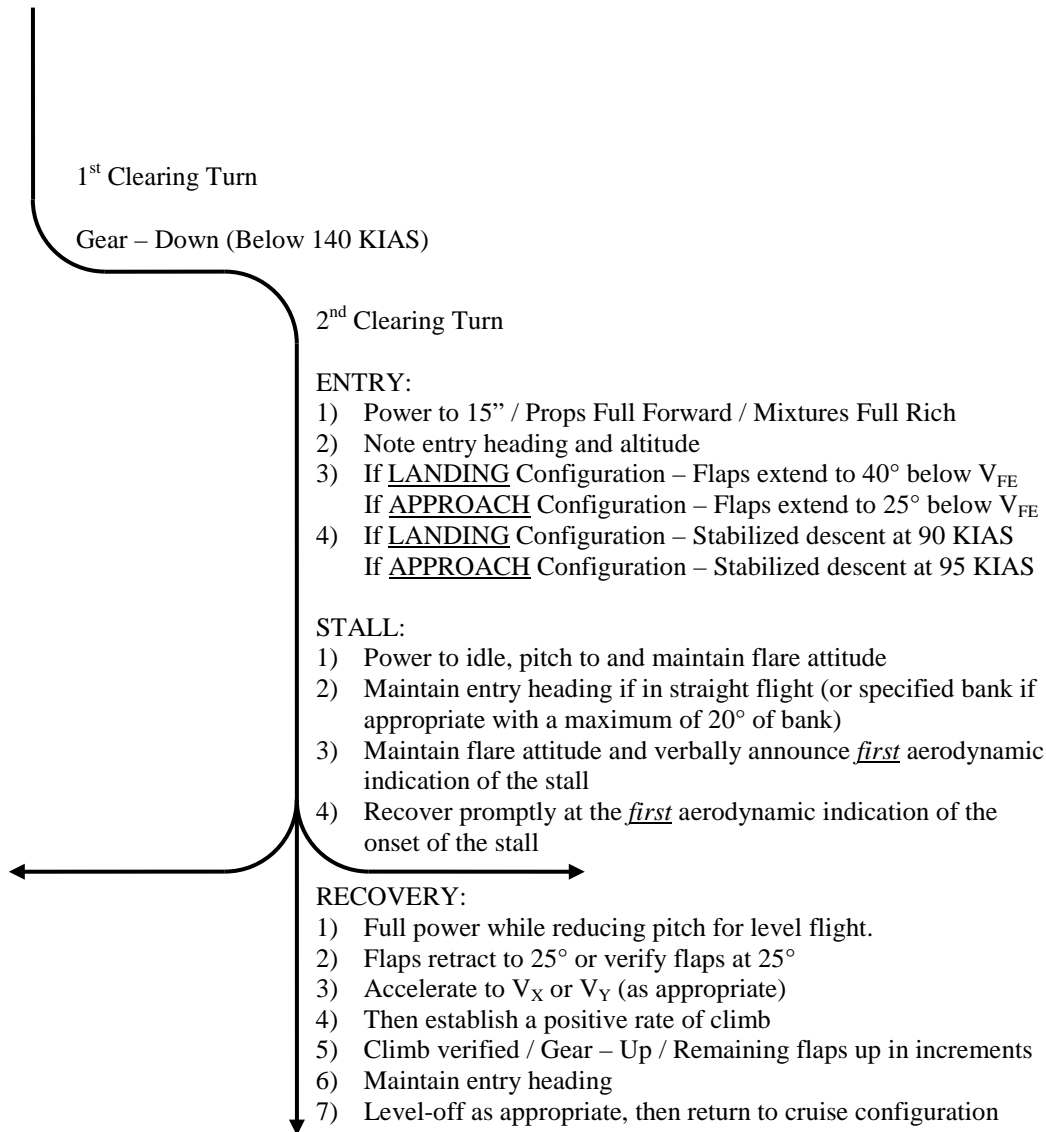 1st Clearing Turn
Gear – Down (Below 140 KIAS)
2nd Clearing Turn
ENTRY:
1) Power to 15” / Props Full Forward / Mixtures Full Rich
2) Note entry heading and altitude
3) If LANDING Configuration – Flaps extend to 40° below VFE
If APPROACH Configuration – Flaps extend to 25° below VFE
4) If LANDING Configuration – Stabilized descent at 90 KIAS
If APPROACH Configuration – Stabilized descent at 95 KIAS
STALL:
1) Power to idle, pitch to and maintain flare attitude
2) Maintain entry heading if in straight flight (or specified bank if
appropriate with a maximum of 20° of bank)
3) Maintain flare attitude and verbally announce first aerodynamic
indication of the stall
4) Recover promptly at the first aerodynamic indication of the
onset of the stall
RECOVERY:
1) Full power while reducing pitch for level flight.
2) Flaps retract to 25° or verify flaps at 25°
3) Accelerate to VX or VY (as appropriate)
4) Then establish a positive rate of climb
5) Climb verified / Gear – Up / Remaining flaps up in increments
6) Maintain entry heading
7) Level-off as appropriate, then return to cruise configuration